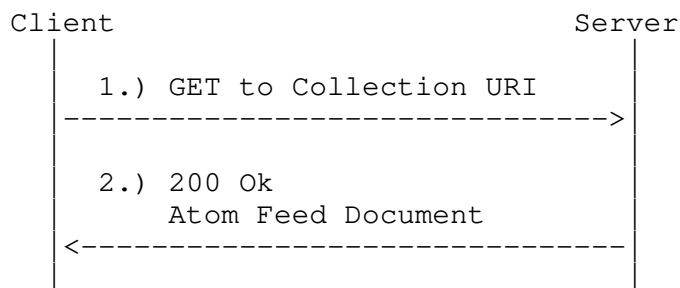 Client Server
1.) GET to Collection URI
2.) 200 Ok
Atom Feed Document